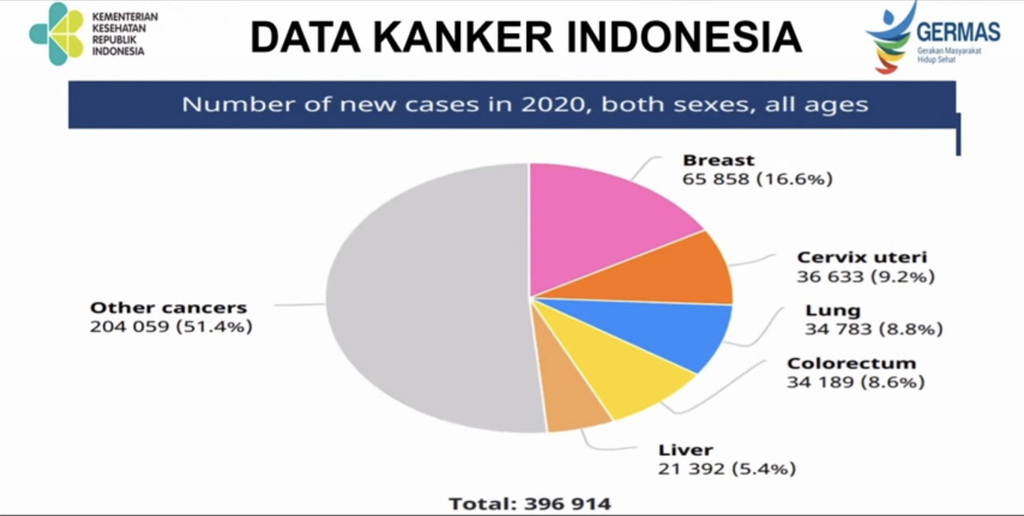 KEMENTERIAN
KESEHATAN
REPUBLIK
INDONESIA
DATA KANKER INDONESIA
GERMAS
Gerakan Masyarakat
Hidup Sehat
Number of new cases in 2020, both sexes, all ages
Breast
65 858 (16.6%)
Cervix uteri
36 633 (9.2%)
Lung
34 783 (8.8%)
Colorectum
34 189 (8.6%)
Liver
21 392 (5.4%)
Other cancers
204 059 (51.4%)
Total: 396 914